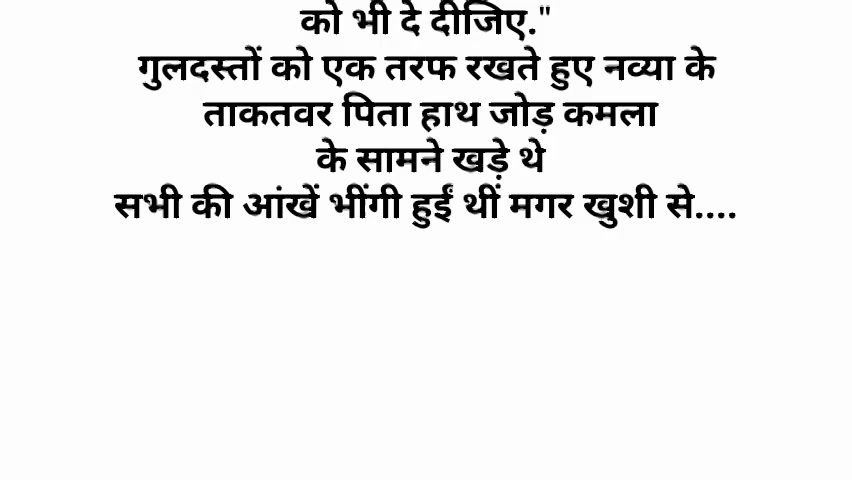 को भी दे दीजिए."
गुलदस्तों को एक तरफ रखते हुए नव्या के
ताकतवर पिता हाथ जोड़ कमला
के सामने खड़े थे
सभी की आंखें भींगी हुईं थीं मगर खुशी से....